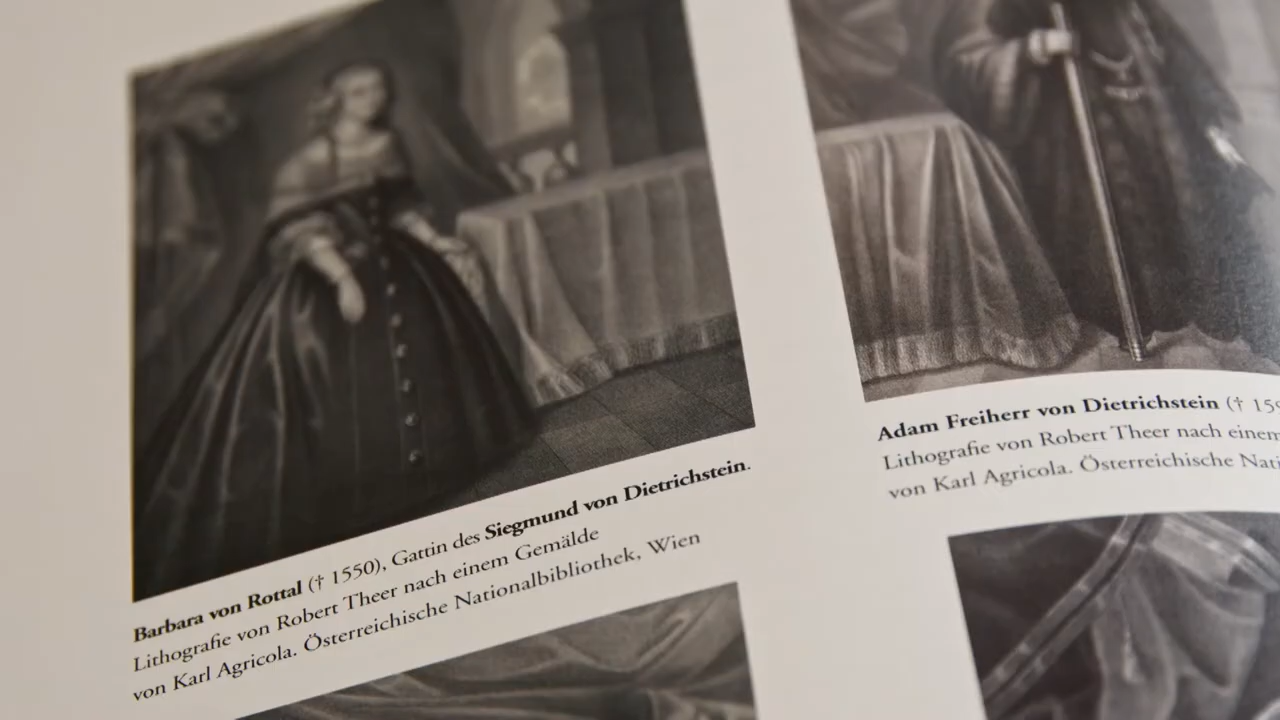 Barbara von Rottal († 1550), Gattin des Siegmund von Dietrichstein.
Lithografie von Robert Theer nach einem Gemälde
von Karl Agricola. Österreichische Nationalbibliothek, Wien
Adam Freiherr von Dietrichstein († 
Lithografie von Robert Theer nach einem
von Karl Agricola. Österreichische